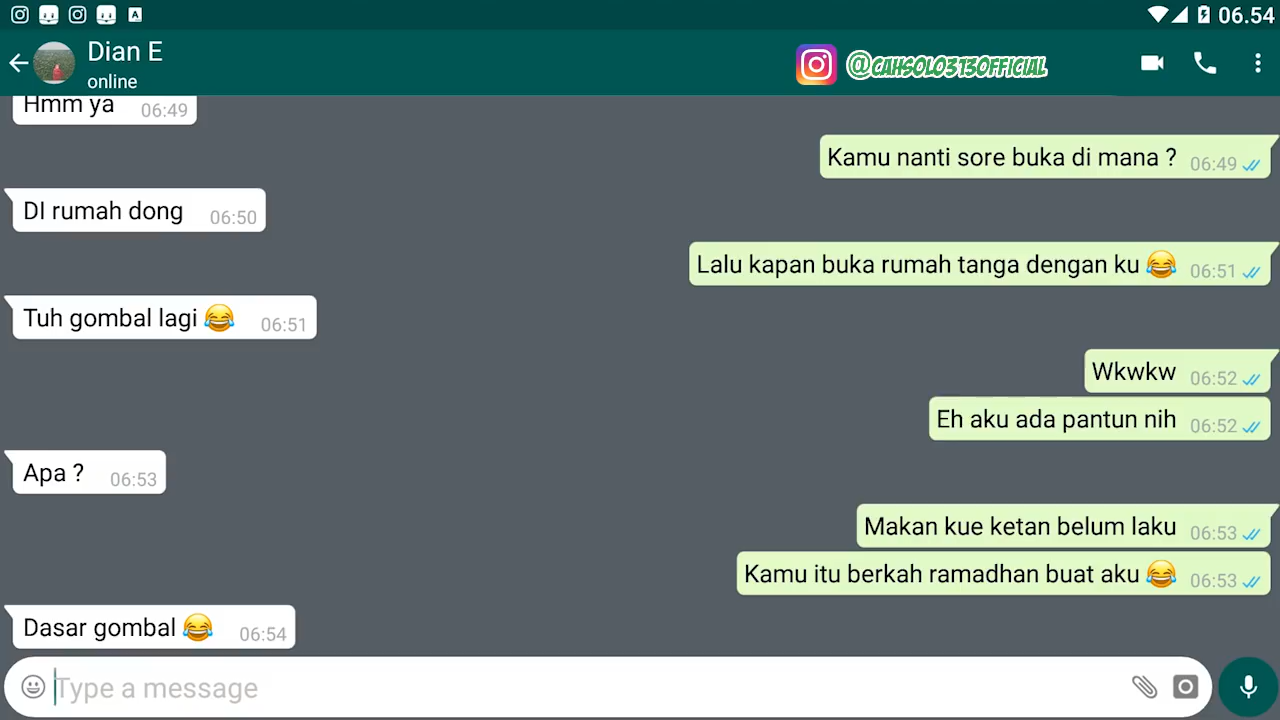 06.54
Dian E
online
@CAHSOLO313OFFICIAL
Hmm ya 06:49
Kamu nanti sore buka di mana ? 06:49
DI rumah dong 06:50
Lalu kapan buka rumah tanga dengan ku 😂 06:51
Tuh gombal lagi 😂 06:51
Wkwkw 06:52
Eh aku ada pantun nih 06:52
Apa ? 06:53
Makan kue ketan belum laku 06:53
Kamu itu berkah ramadhan buat aku 😂 06:53
Dasar gombal 😂 06:54
Type a message